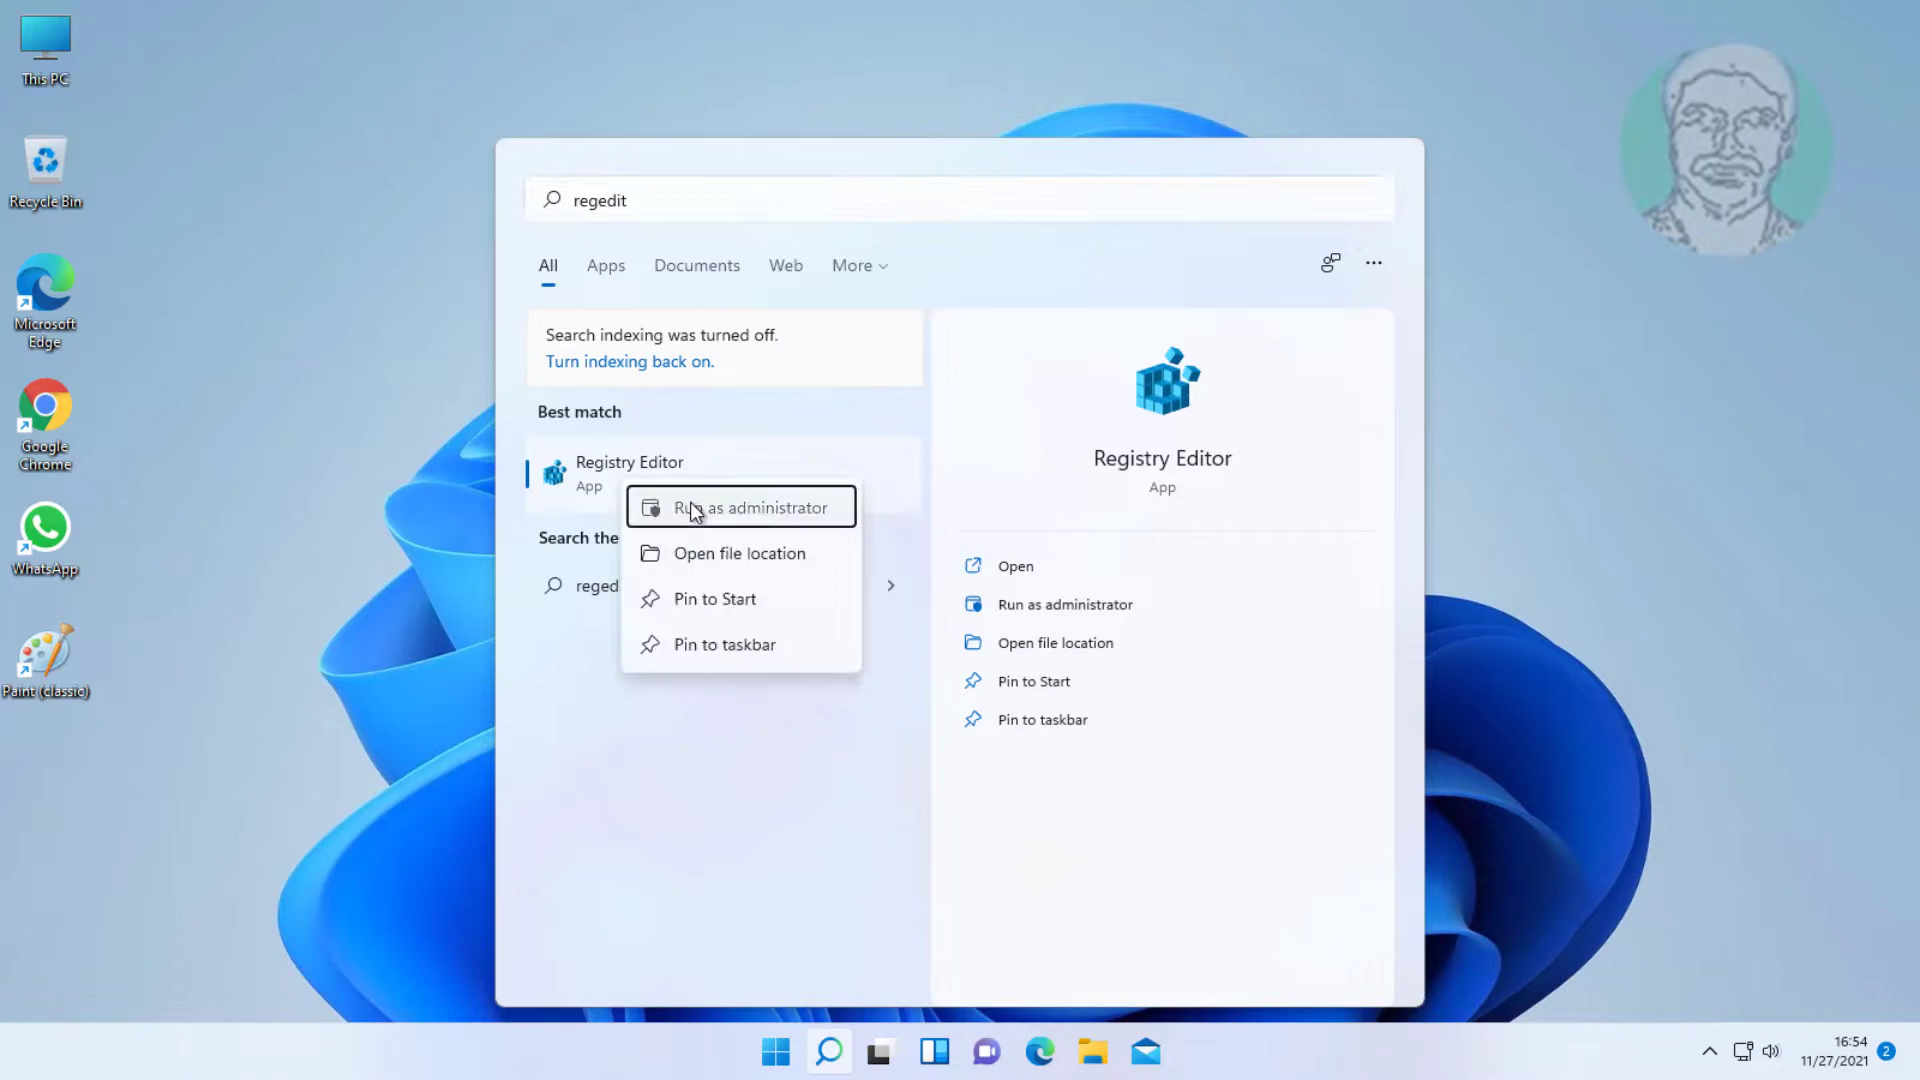 This PC
Recycle Bin
Microsoft
Edge
Google
Chrome
WhatsApp
Paint (classic)
regedit
All
Apps
Documents
Web
More
Search indexing was turned off.
Turn indexing back on.
Best match
Registry Editor
App
Search the
reged
Run as administrator
Open file location
Pin to Start
Pin to taskbar
Registry Editor
App
Open
Run as administrator
Open file location
Pin to Start
Pin to taskbar
16:54
11/27/2021
2